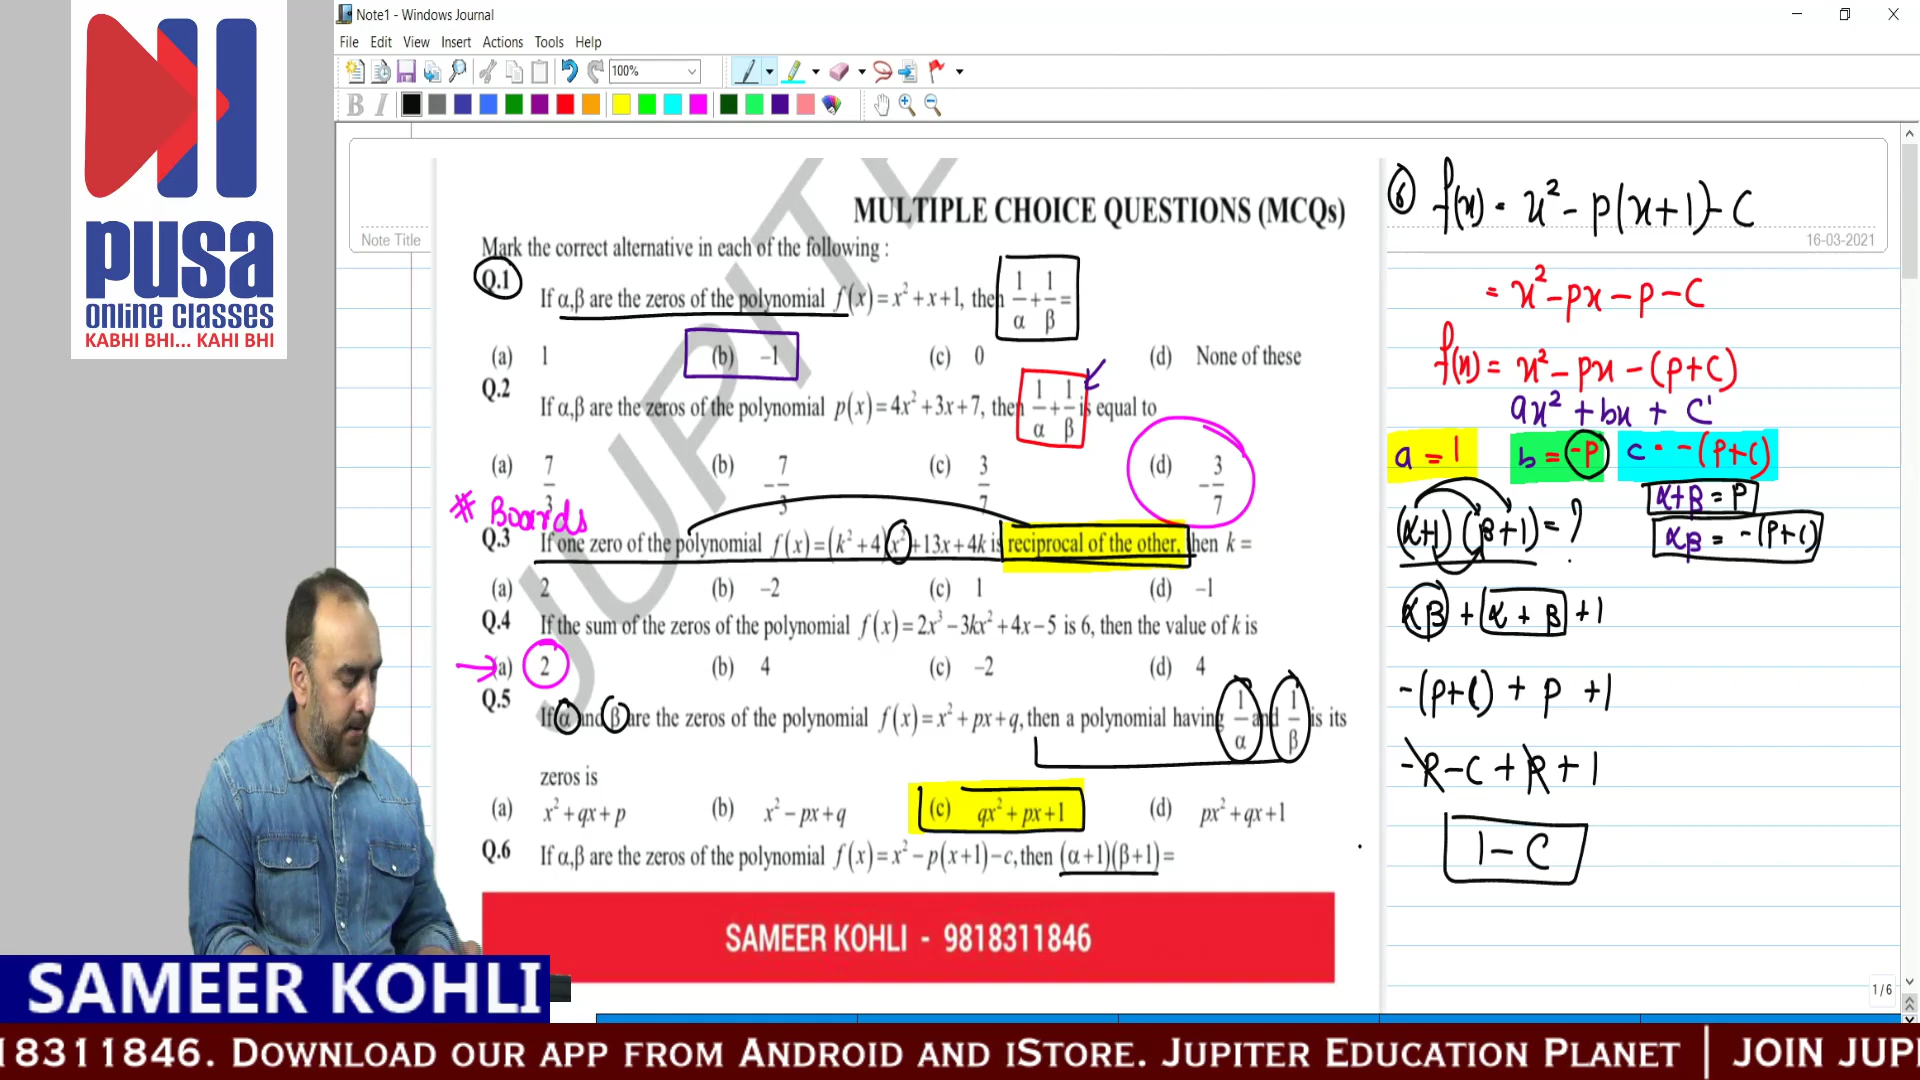 PUSA
ONLINE CLASSES
KABHI BHI... KAHI BHI
Note1 - Windows Journal
File Edit View Insert Actions Tools Help
100%
B I
Note Title
16-03-2021
MULTIPLE CHOICE QUESTIONS (MCQs)
Mark the correct alternative in each of the following :
Q.1
If α,β are the zeros of the polynomial f(x)=x²+x+1, then 1/α+1/β=
(a) 1 (b) –1 (c) 0 (d) None of these
Q.2
If α,β are the zeros of the polynomial p(x)=4x²+3x+7, then 1/α+1/β is equal to
(a) 7/3 (b) –7/3 (c) 3/7 (d) –3/7
# Boards
Q.3 If one zero of the polynomial f(x)=(k²+4)x²+13x+4k is reciprocal of the other, then k =
(a) 2 (b) –2 (c) 1 (d) –1
Q.4 If the sum of the zeros of the polynomial f(x)=2x³–3kx²+4x–5 is 6, then the value of k is
(a) 2 (b) 4 (c) –2 (d) 4
Q.5
If α and β are the zeros of the polynomial f(x)=x²+px+q, then a polynomial having 1/α and 1/β is its
zeros is
(a) x²+qx+p (b) x²–px+q (c) qx²+px+1 (d) px²+qx+1
Q.6 If α,β are the zeros of the polynomial f(x)=x²–p(x+1)–c, then (α+1)(β+1)=
SAMEER KOHLI - 9818311846
⑥ f(x) = x² - p(x+1) - C
= x² - px - p - C
f(x) = x² - px - (p+C)
ax² + bx + C'
a = 1 b = -p c = -(p+c)
α+β = p
(α+1)(β+1) = ?
αβ = -(p+c)
αβ + α + β + 1
-(p+c) + p + 1
-p - c + p + 1
1 - C
1/6
SAMEER KOHLI
18311846. DOWNLOAD OUR APP FROM ANDROID AND ISTORE. JUPITER EDUCATION PLANET | JOIN JUP